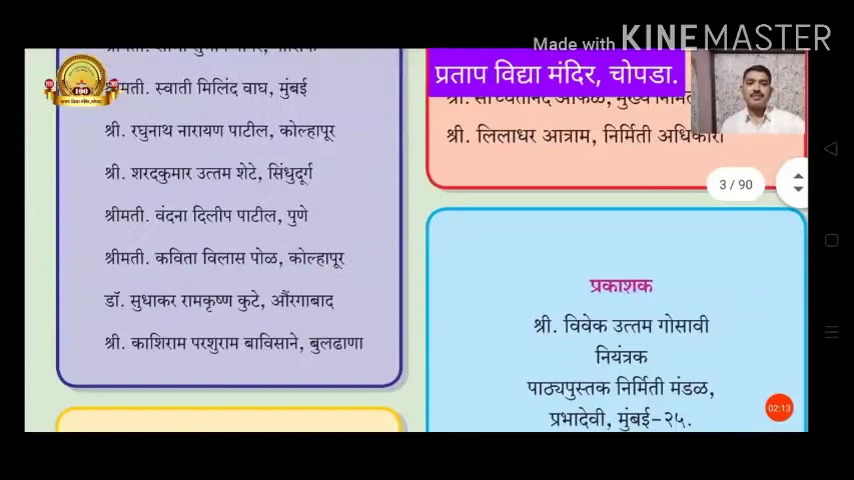 Made with KINEMASTER
श्रीमती. स्वाती मिलिंद वाघ, मुंबई
श्री. रघुनाथ नारायण पाटील, कोल्हापूर
श्री. शरदकुमार उत्तम शेटे, सिंधुदूर्ग
श्रीमती. वंदना दिलीप पाटील, पुणे
श्रीमती. कविता विलास पोळ, कोल्हापूर
डॉ. सुधाकर रामकृष्ण कुटे, औंरगाबाद
श्री. काशिराम परशुराम बाविसाने, बुलढाणा
100
प्रताप विद्या मंदिर, चोपडा.
श्री. लिलाधर आत्राम, निर्मिती अधिकारी
3 / 90
प्रकाशक
श्री. विवेक उत्तम गोसावी
नियंत्रक
पाठ्यपुस्तक निर्मिती मंडळ,
प्रभादेवी, मुंबई-२५.
02:13